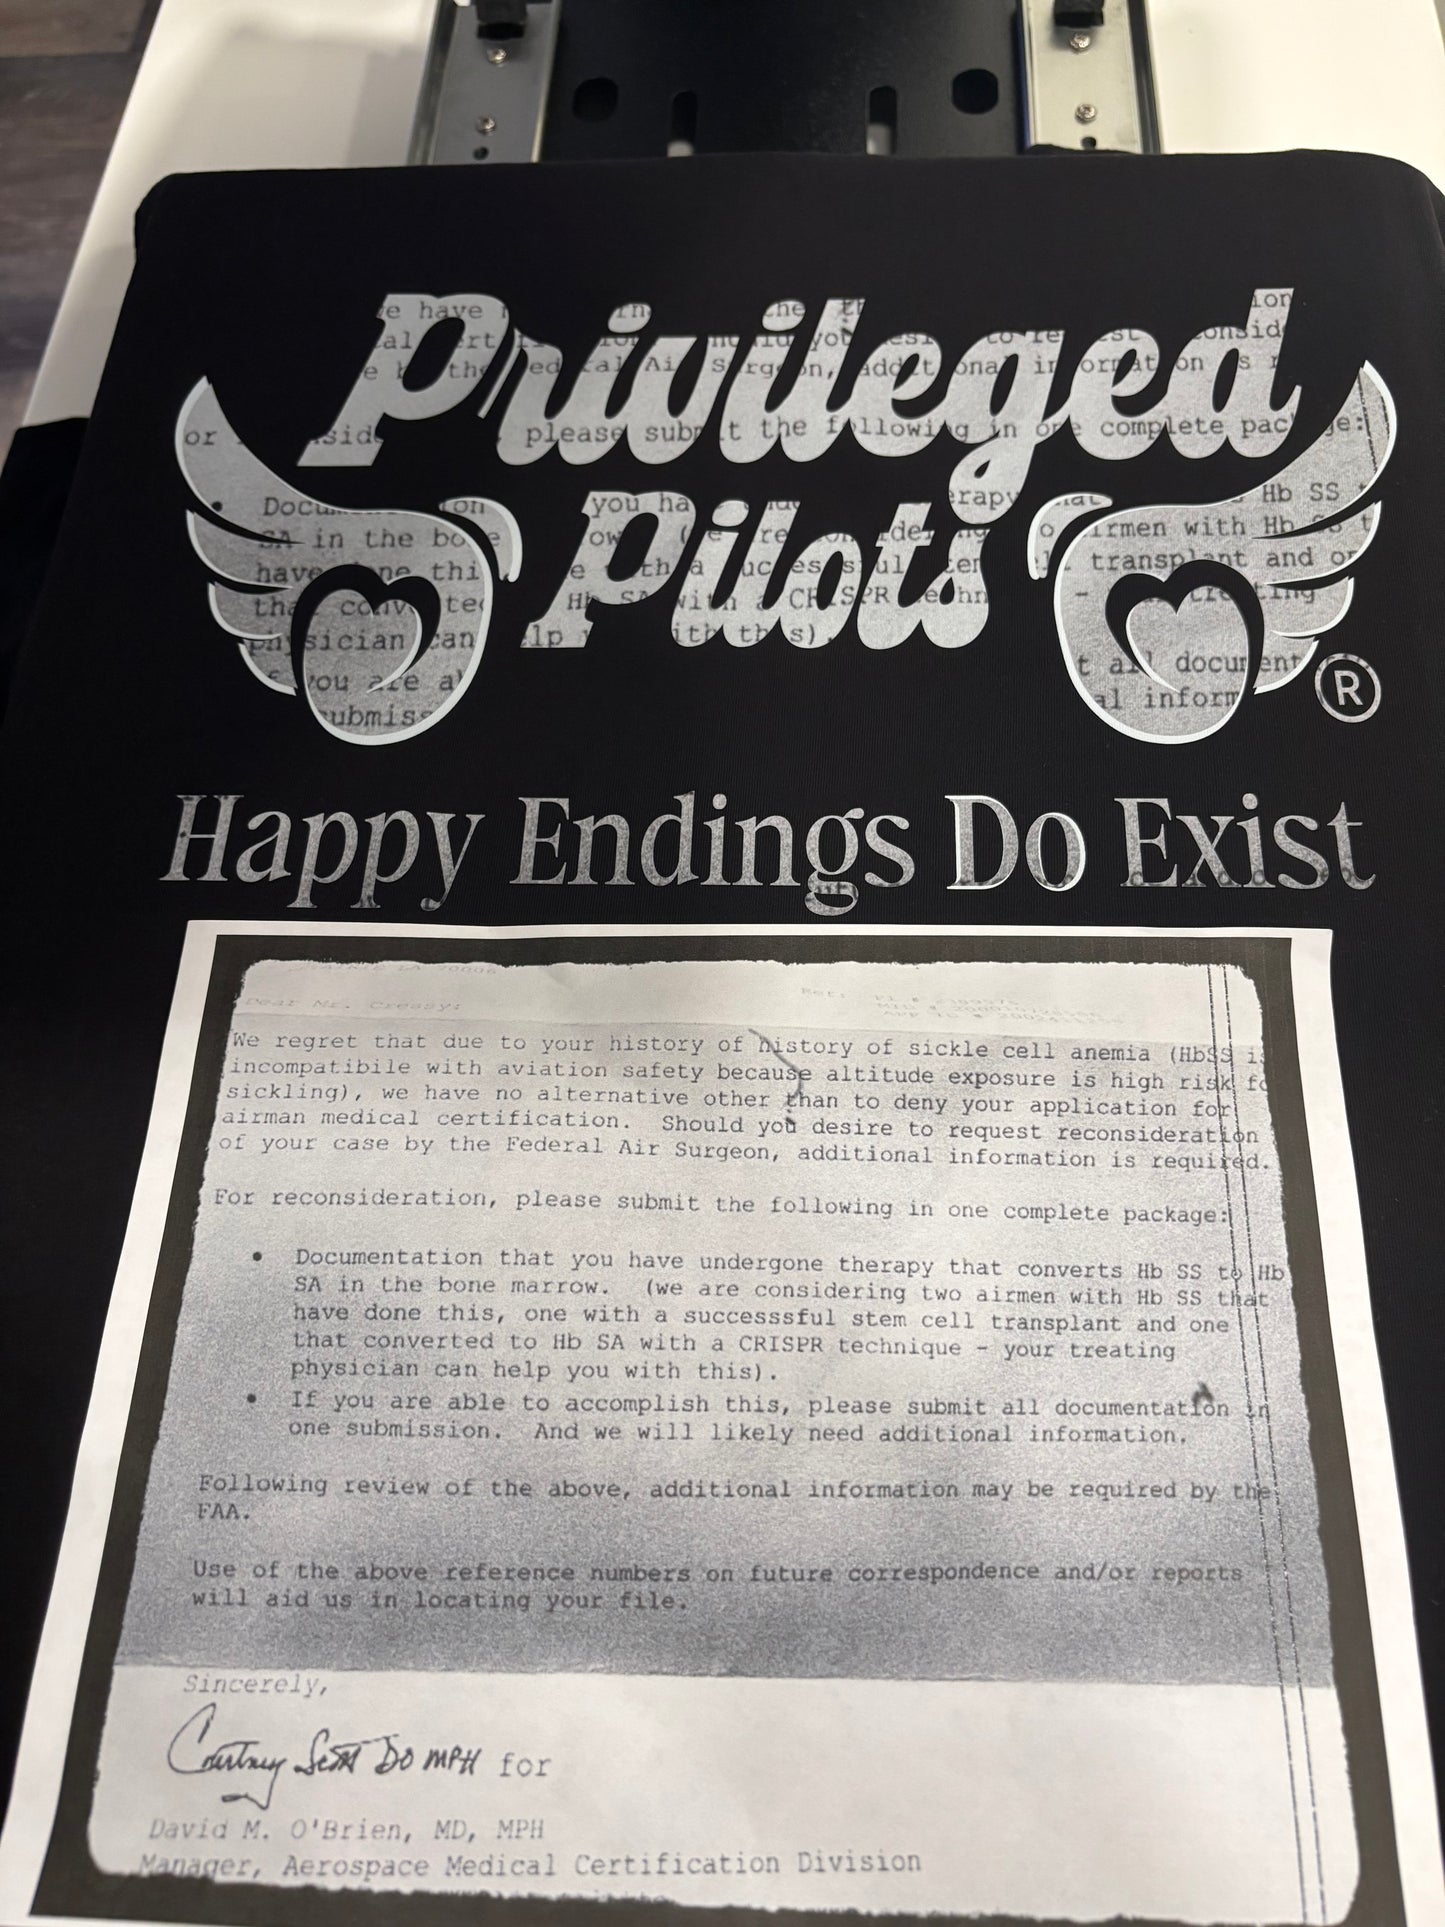 Privileged
Pilots
®
Happy Endings Do Exist
Dear Mr. Creasy:
Ref:
We regret that due to your history of history of sickle cell anemia (HbSS is
incompatibile with aviation safety because altitude exposure is high risk fo
sickling), we have no alternative other than to deny your application for
airman medical certification. Should you desire to request reconsideration
of your case by the Federal Air Surgeon, additional information is required.
For reconsideration, please submit the following in one complete package:
• Documentation that you have undergone therapy that converts Hb SS to Hb
SA in the bone marrow. (we are considering two airmen with Hb SS that
have done this, one with a successsful stem cell transplant and one
that converted to Hb SA with a CRISPR technique - your treating
physician can help you with this).
• If you are able to accomplish this, please submit all documentation in
one submission. And we will likely need additional information.
Following review of the above, additional information may be required by the
FAA.
Use of the above reference numbers on future correspondence and/or reports
will aid us in locating your file.
Sincerely,
Courtney Scott DO MPH for
David M. O'Brien, MD, MPH
Manager, Aerospace Medical Certification Division